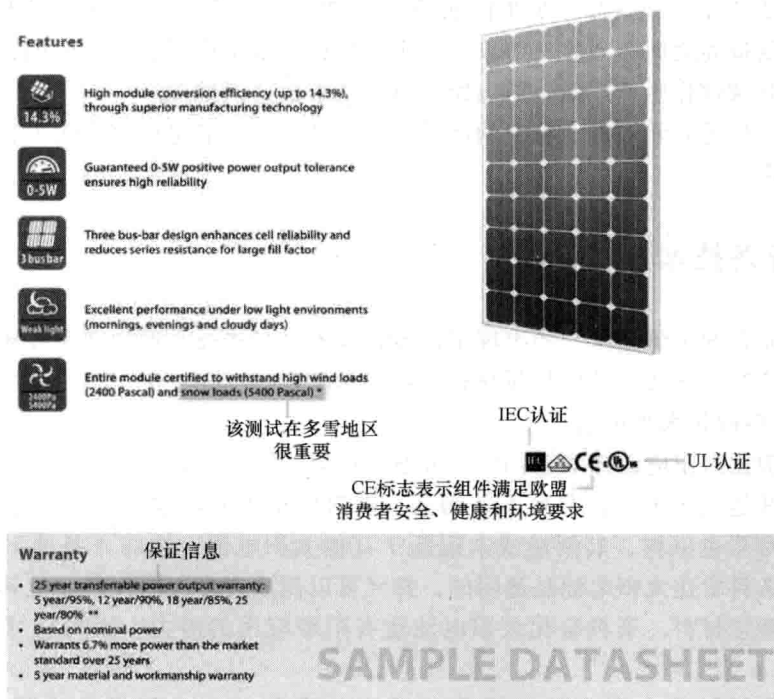 Features
14.3%
High module conversion efficiency (up to 14.3%),
through superior manufacturing technology
0-5W
Guaranteed 0-5W positive power output tolerance
ensures high reliability
3 busbar
Three bus-bar design enhances cell reliability and
reduces series resistance for large fill factor
Weak light
Excellent performance under low light environments
(mornings, evenings and cloudy days)
2400Pa
5400Pa
Entire module certified to withstand high wind loads
(2400 Pascal) and snow loads (5400 Pascal) *
该测试在多雪地区
很重要
IEC认证
IEC
CE
UL
UL认证
CE标志表示组件满足欧盟
消费者安全、健康和环境要求
Warranty
保证信息
• 25 year transferrable power output warranty:
5 year/95%, 12 year/90%, 18 year/85%, 25
year/80% **
• Based on nominal power
• Warrants 6.7% more power than the market
standard over 25 years
• 5 year material and workmanship warranty
SAMPLE DATASHEET